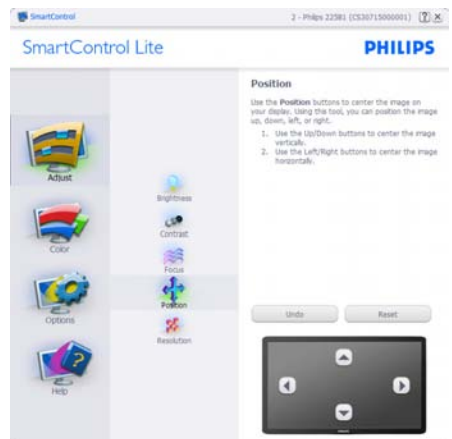 SmartControl
2 - Philips 225B1 (CS30715000001)
SmartControl Lite
PHILIPS
Adjust
Color
Options
Help
Brightness
Contrast
Focus
Position
Resolution
Position
Use the Position buttons to center the image on
your display. Using this tool, you can position the image
up, down, left, or right.
1. Use the Up/Down buttons to center the image
vertically.
2. Use the Left/Right buttons to center the image
horizontally.
Undo
Reset